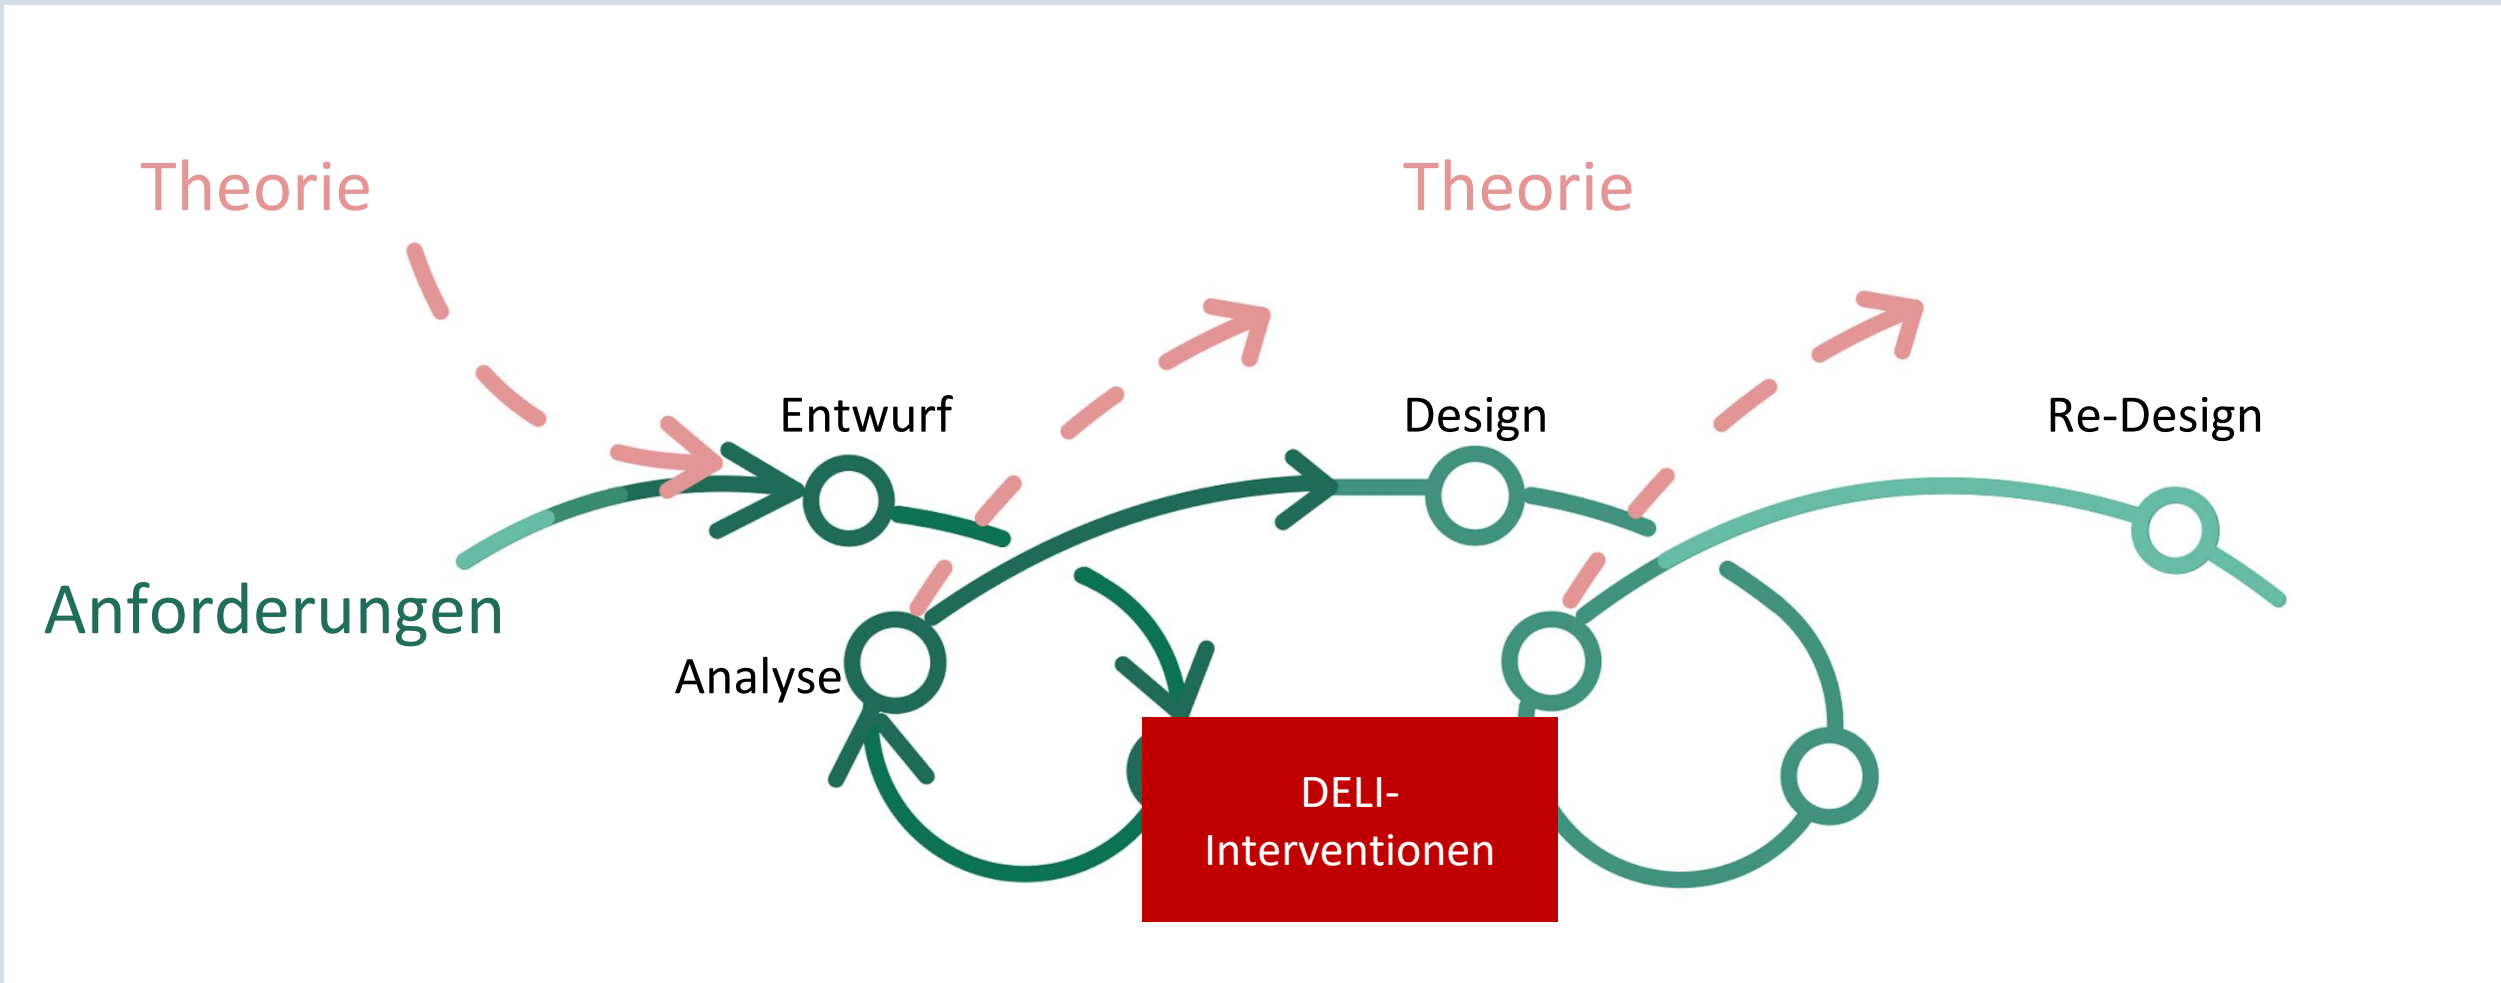 Theorie
Theorie
Entwurf
Design
Re-Design
Anforderungen
Analyse
DELI-
Interventionen